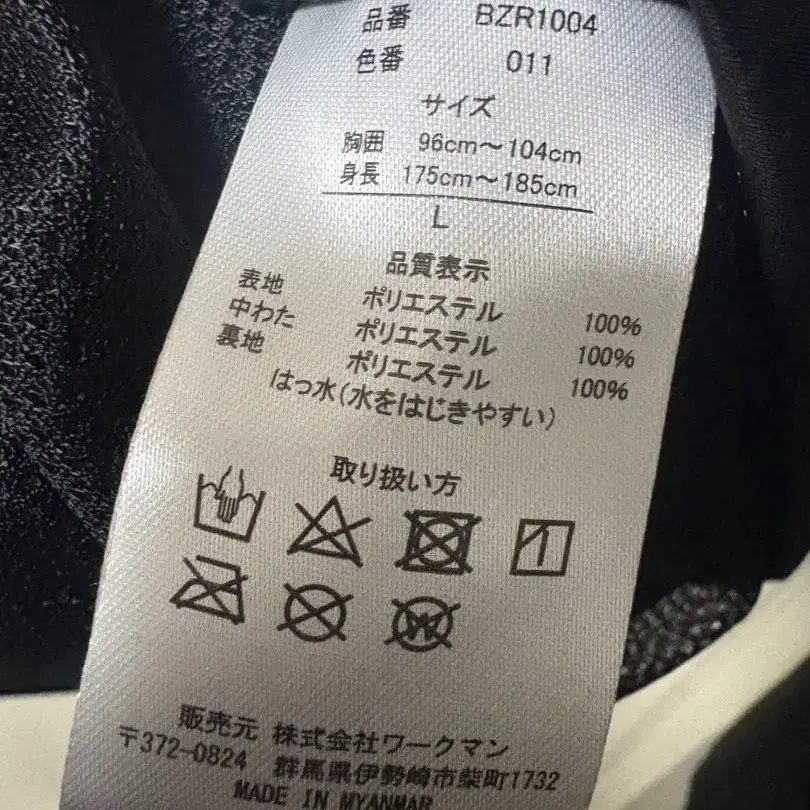 品番 BZR1004
色番 011
サイズ
胸囲 96cm～104cm
身長 175cm～185cm
L
品質表示
表地 ポリエステル 100%
中わた ポリエステル 100%
裏地 ポリエステル 100%
はっ水(水をはじきやすい)
取り扱い方
W
販売元 株式会社ワークマン
〒372-0824 群馬県伊勢崎市柴町1732
MADE IN MYANMAR